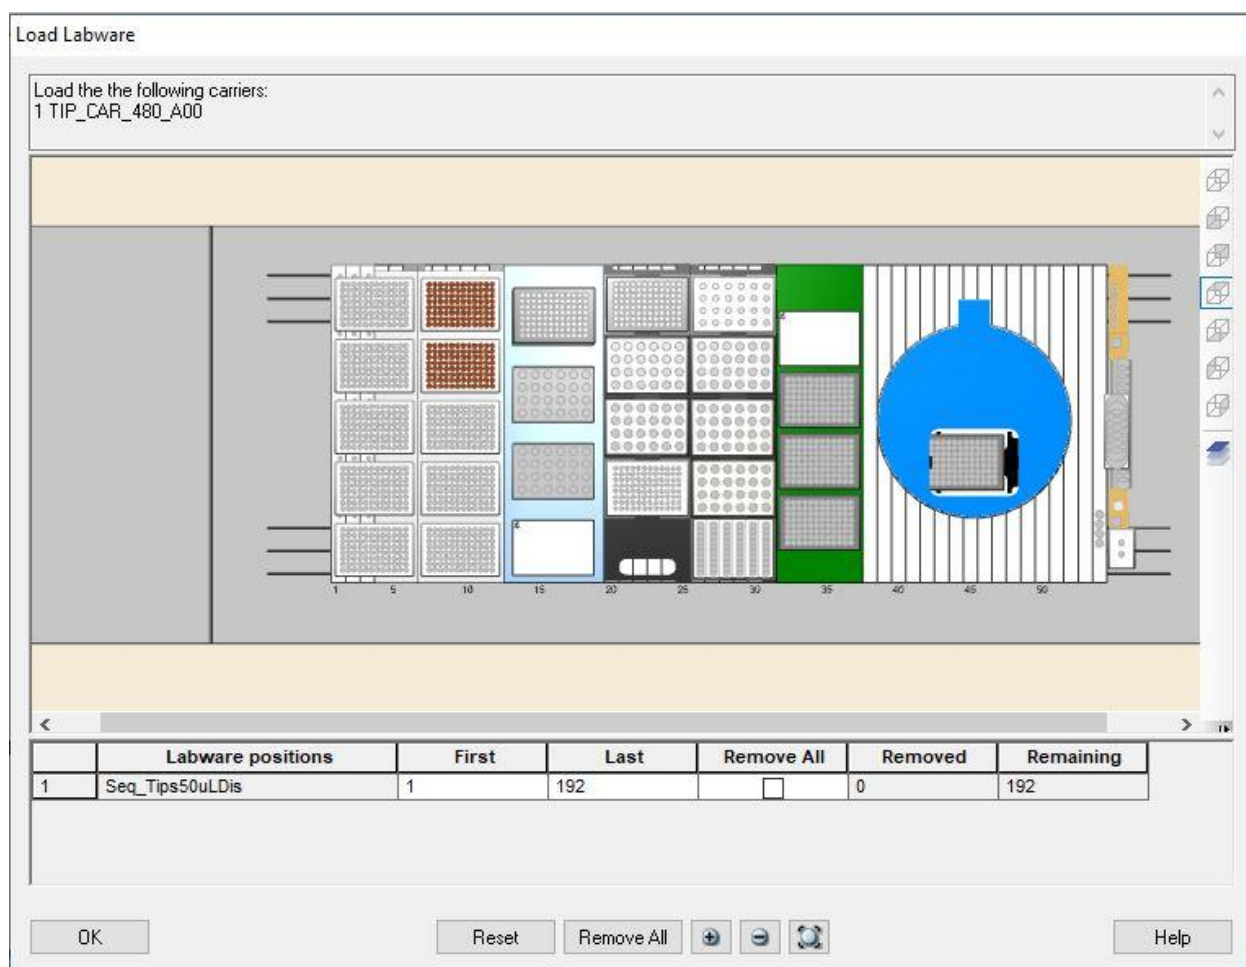 Load Labware
Load the the following carriers:
1 TIP_CAR_480_A00
1 5 10 15 20 25 30 35 40 45 50
Labware positions First Last Remove All Removed Remaining
1 Seq_Tips50uLDis 1 192 0 192
OK Reset Remove All Help